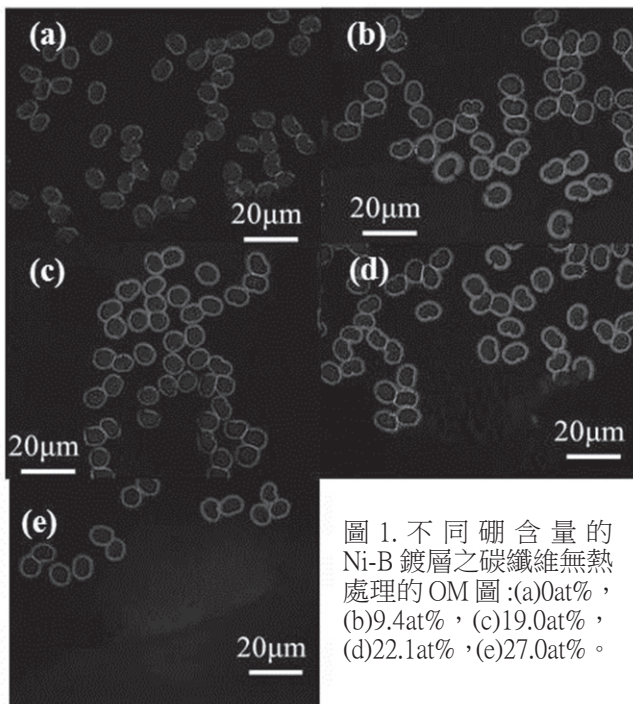 (a)
(b)
20μm
20μm
(c)
(d)
20μm
20μm
(e)
20μm
圖 1. 不 同 硼 含 量 的
Ni-B 鍍層之碳纖維無熱
處理的 OM 圖 :(a)0at%，
(b)9.4at%，(c)19.0at%，
(d)22.1at%，(e)27.0at%。